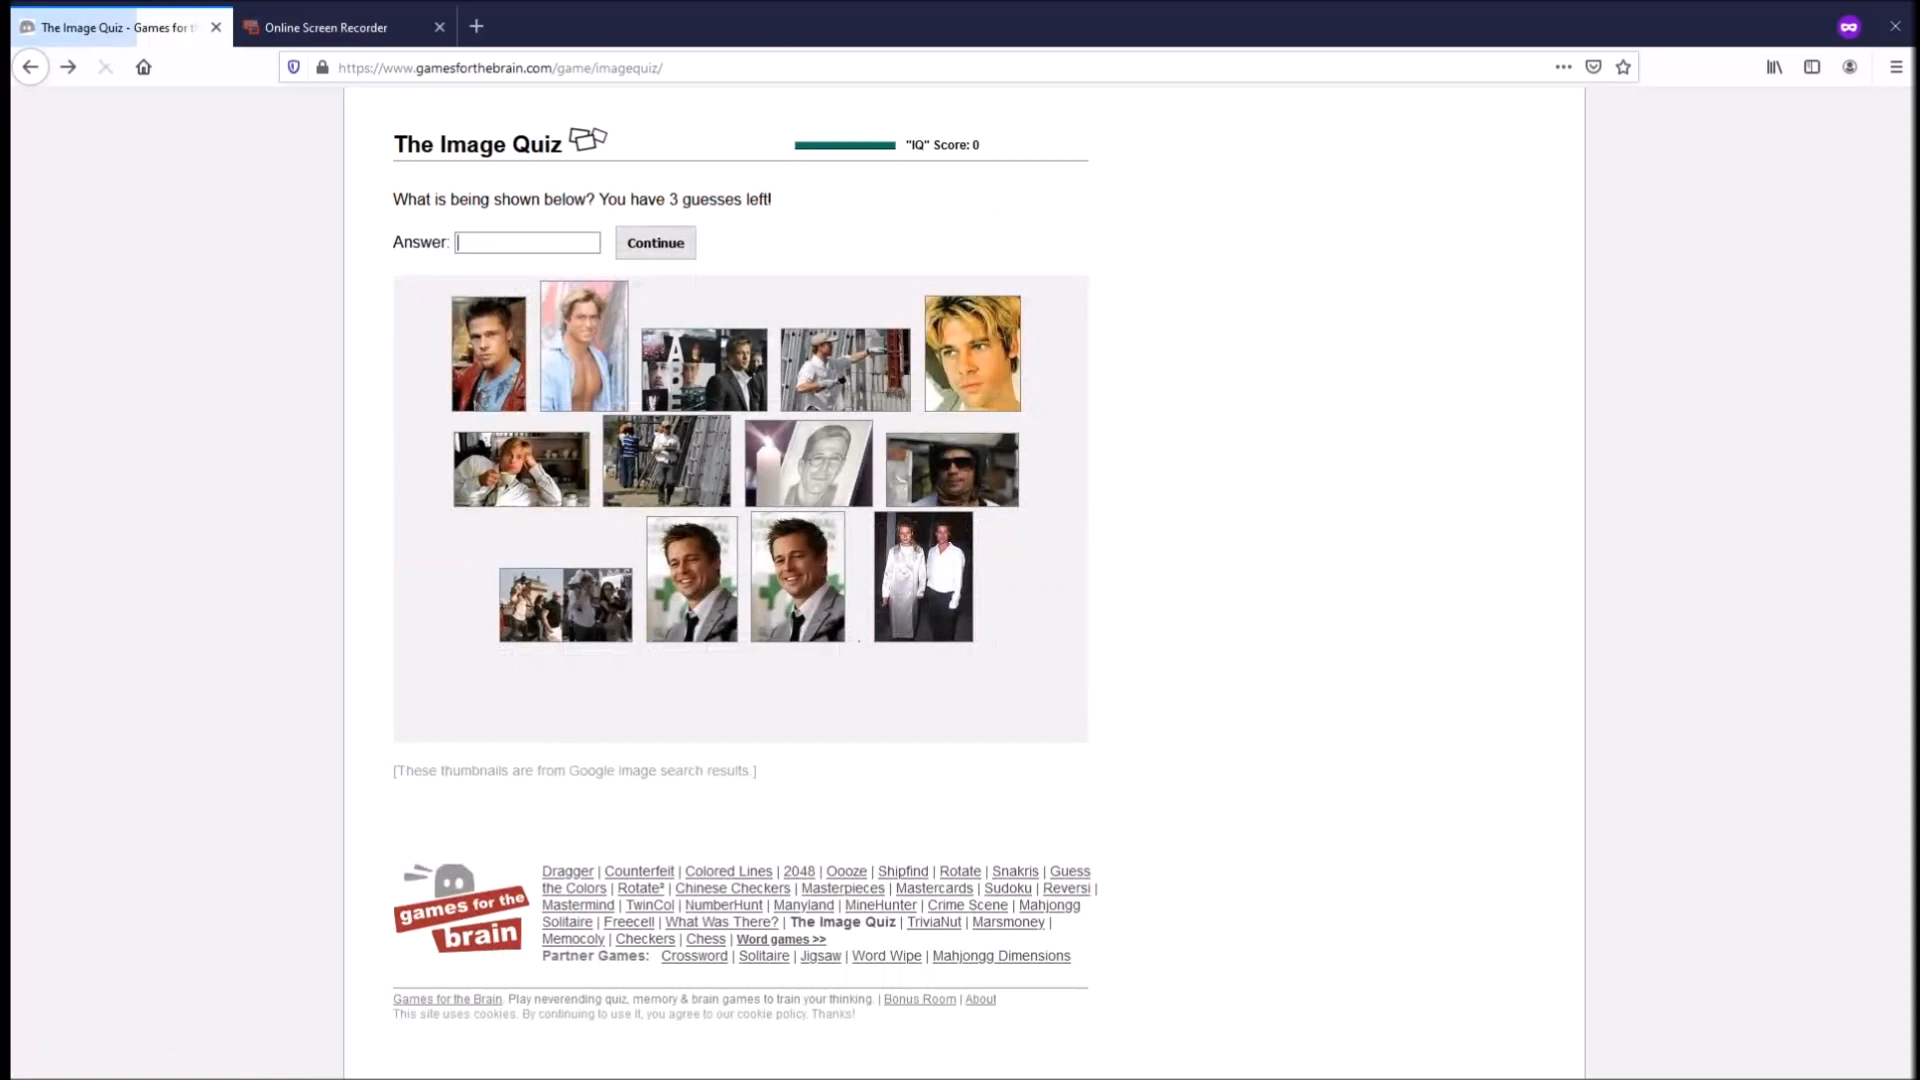 The Image Quiz - Games for t
Online Screen Recorder
https://www.gamesforthebrain.com/game/imagequiz/
The Image Quiz
"IQ" Score: 0
What is being shown below? You have 3 guesses left!
Answer:
Continue
[These thumbnails are from Google image search results.]
games for the
brain
Dragger | Counterfeit | Colored Lines | 2048 | Oooze | Shipfind | Rotate | Snakris | Guess
the Colors | Rotate² | Chinese Checkers | Masterpieces | Mastercards | Sudoku | Reversi |
Mastermind | TwinCol | NumberHunt | Manyland | MineHunter | Crime Scene | Mahjongg
Solitaire | Freecell | What Was There? | The Image Quiz | TriviaNut | Marsmoney |
Memocoly | Checkers | Chess | Word games >>
Partner Games: Crossword | Solitaire | Jigsaw | Word Wipe | Mahjongg Dimensions
Games for the Brain. Play neverending quiz, memory & brain games to train your thinking. | Bonus Room | About
This site uses cookies. By continuing to use it, you agree to our cookie policy. Thanks!